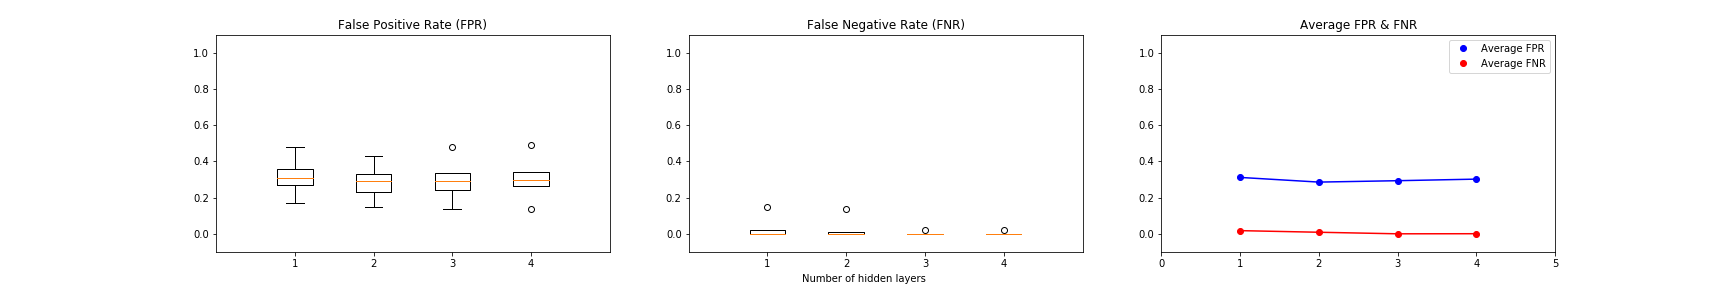 False Positive Rate (FPR)
1.0
0.8
0.6
0.4
0.2
0.0
1 2 3 4
False Negative Rate (FNR)
1.0
0.8
0.6
0.4
0.2
0.0
1 2 3 4
Number of hidden layers
Average FPR & FNR
Average FPR
Average FNR
1.0
0.8
0.6
0.4
0.2
0.0
0 1 2 3 4 5